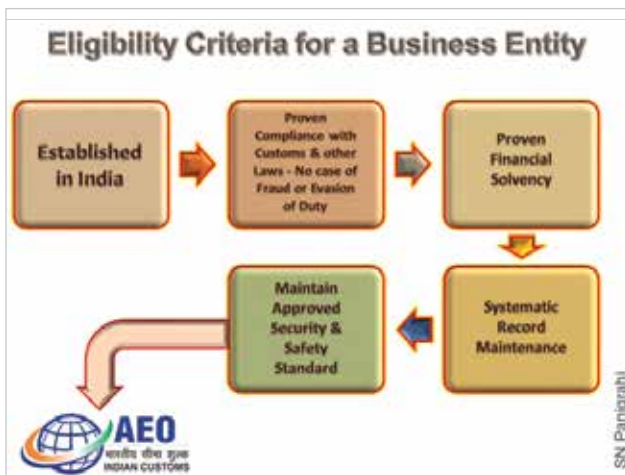 Eligibility Criteria for a Business Entity
Established
in India
Proven
Compliance with
Customs & other
Laws - No case of
Fraud or Evasion
of Duty
Proven
Financial
Solvency
Systematic
Record
Maintenance
Maintain
Approved
Security &
Safety
Standard
AEO
भारतीय सीमा शुल्क
INDIAN CUSTOMS
SN Panigrahi